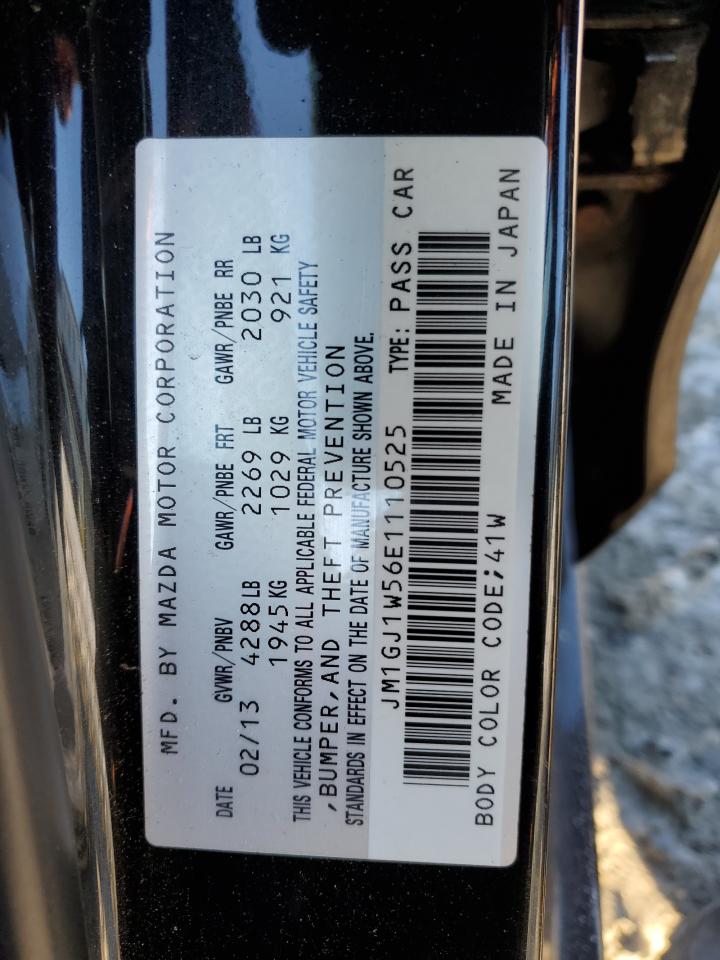 MFD. BY MAZDA MOTOR CORPORATION
DATE GVWR/PNBV GAWR/PNBE FRT GAWR/PNBE RR
02/13 4288LB 2269 LB 2030 LB
1945KG 1029 KG 921 KG
THIS VEHICLE CONFORMS TO ALL APPLICABLE FEDERAL MOTOR VEHICLE SAFETY
,BUMPER,AND THEFT PREVENTION
STANDARDS IN EFFECT ON THE DATE OF MANUFACTURE SHOWN ABOVE.
JM1GJ1W56E1110525 TYPE: PASS CAR
BODY COLOR CODE;41W MADE IN JAPAN